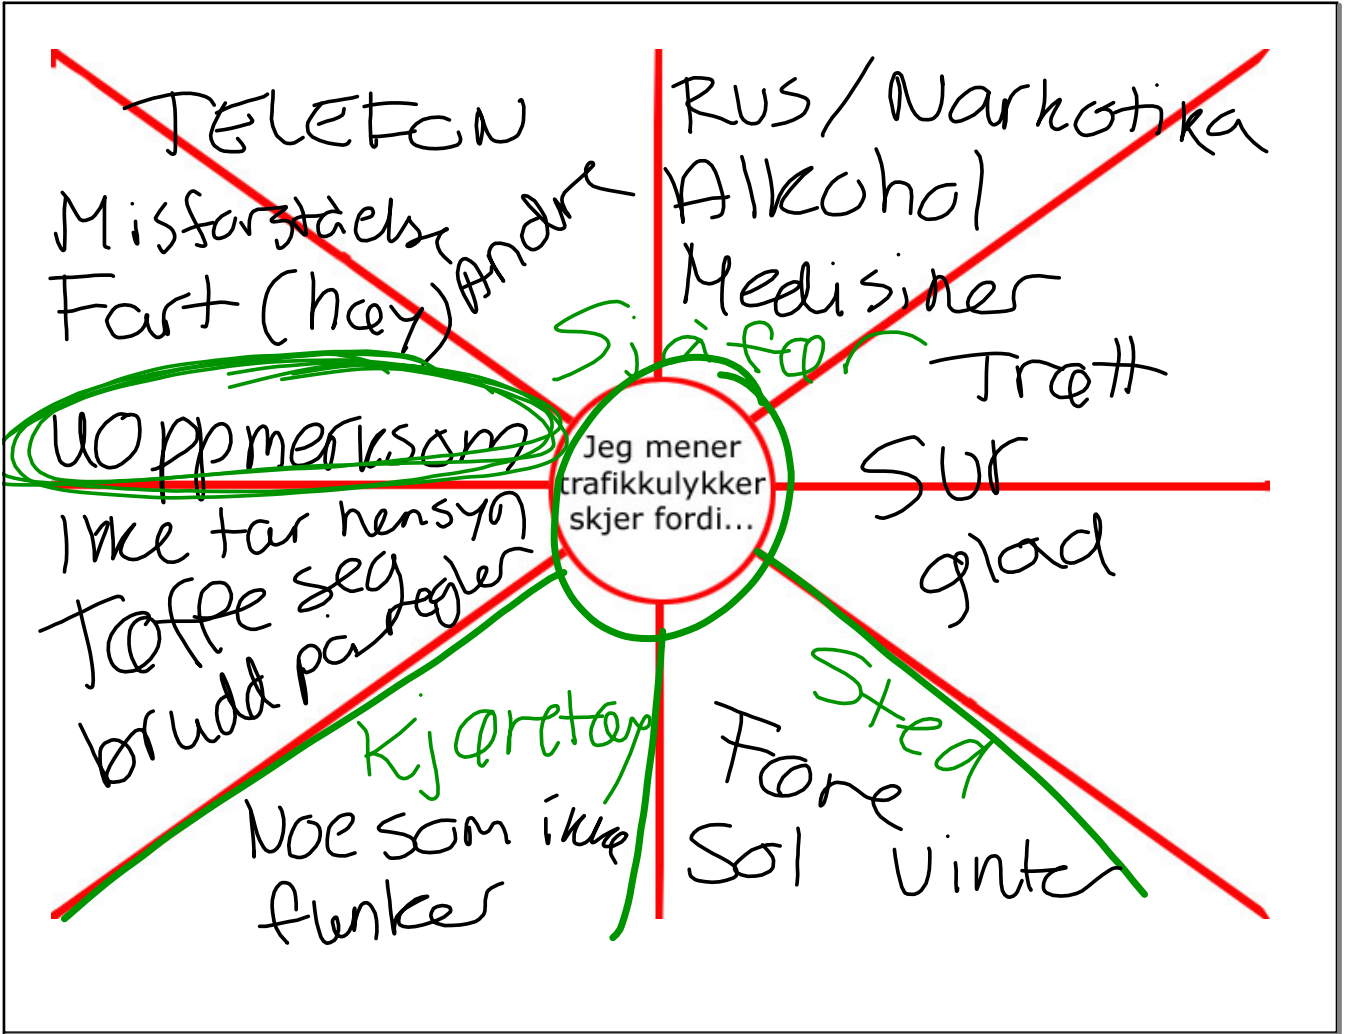 TELEFON
Misforståelse
Andre
Fart (høy)
uoppmerksom
Ikke tar hensyn
Tøffe seg
brudd på regler
RUS/Narkotika
Alkohol
Medisiner
Sjåfør
Trøtt
Sur
glad
Jeg mener
trafikkulykker
skjer fordi...
Kjøretøy
Noe som ikke
funker
Sted
Føre
Sol vinter